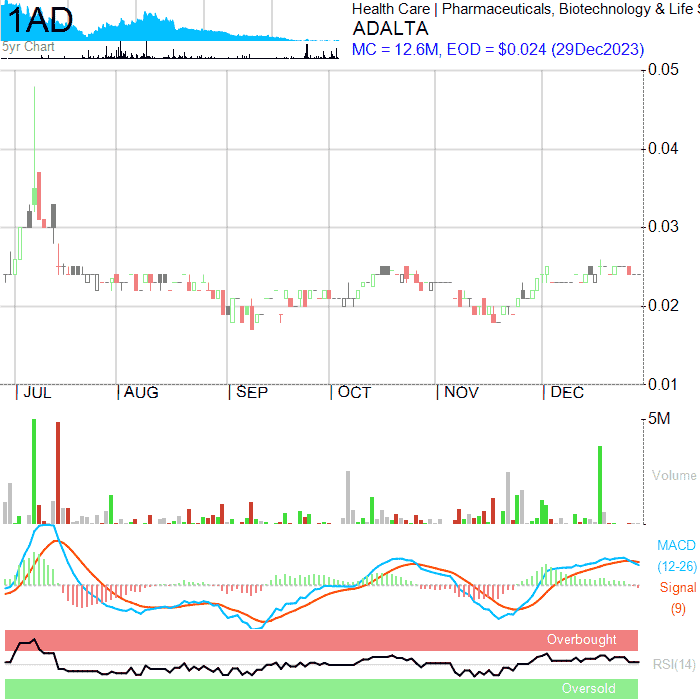 1AD
5yr Chart
Health Care | Pharmaceuticals, Biotechnology & Life
ADALTA
MC = 12.6M, EOD = $0.024 (29Dec2023)
0.05
0.04
0.03
0.02
0.01
JUL AUG SEP OCT NOV DEC
5M
Volume
MACD
(12-26)
Signal
(9)
Overbought
RSI(14)
Oversold